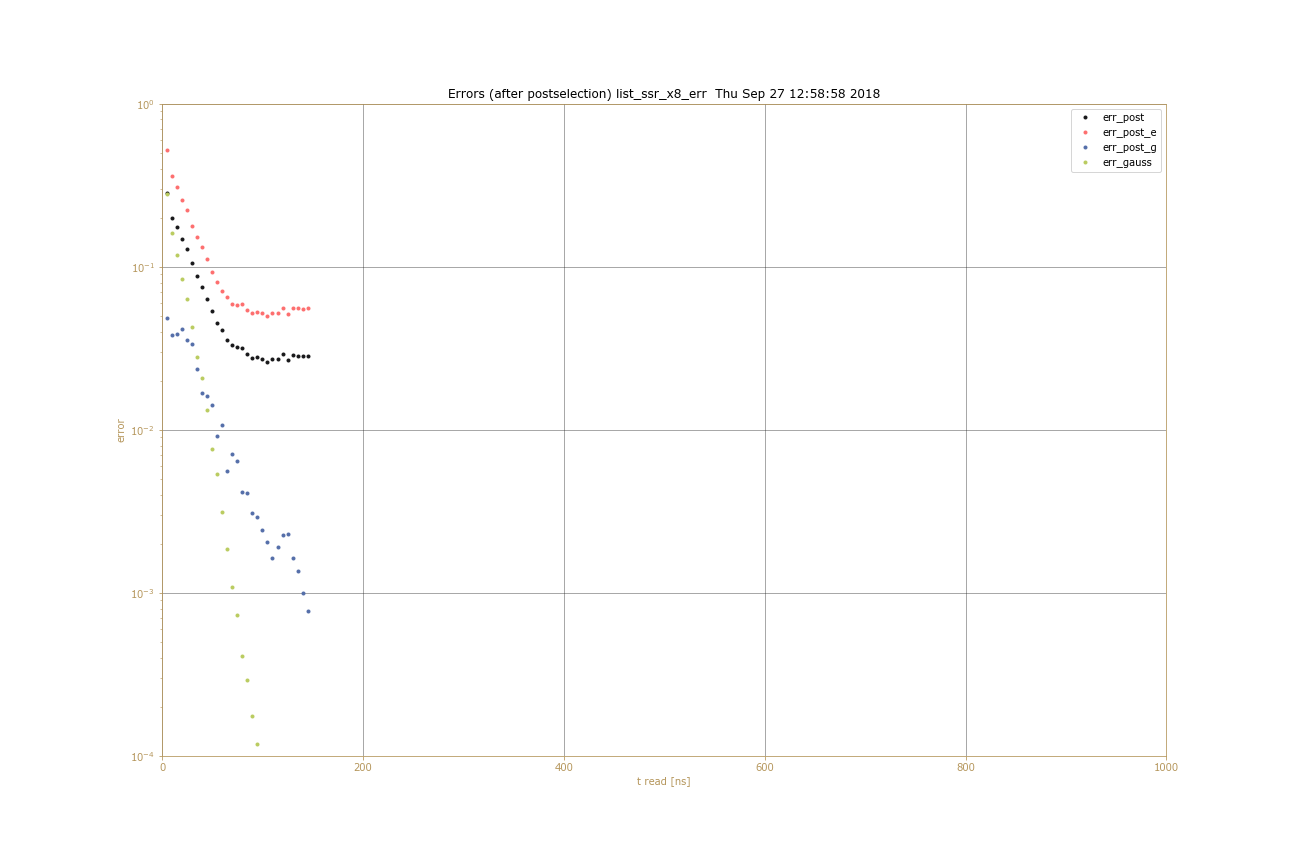 Errors (after postselection) list_ssr_x8_err  Thu Sep 27 12:58:58 2018
err_post
err_post_e
err_post_g
err_gauss
10^0
10^-1
10^-2
10^-3
10^-4
error
0 200 400 600 800 1000
t read [ns]